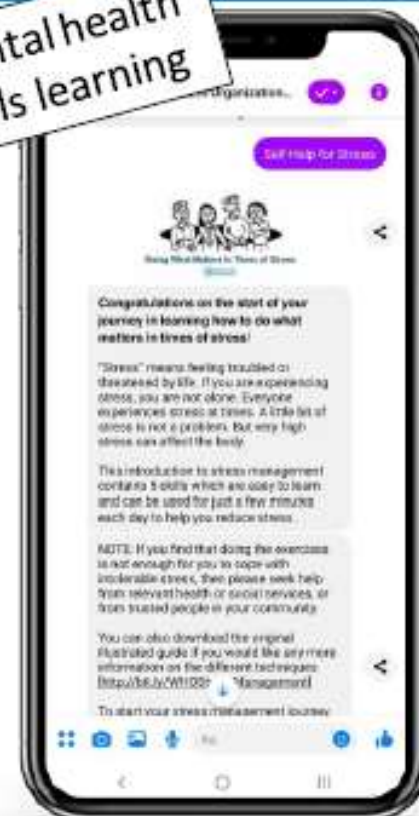 tal health
ls learning
Organization...
Self Help for Stress
Doing What Matters in Times of Stress
Congratulations on the start of your
journey in learning how to do what
matters in times of stress!
"Stress" means feeling troubled or
threatened by life. If you are experiencing
stress, you are not alone. Everyone
experiences stress at times. A little bit of
stress is not a problem. But very high
stress can affect the body.
This introduction to stress management
contains 5 skills which are easy to learn
and can be used for just a few minutes
each day to help you reduce stress.
NOTE: If you find that doing the exercises
is not enough for you to cope with
intolerable stress, then please seek help
from relevant health or social services, or
from trusted people in your community.
You can also download the original
illustrated guide if you would like any more
information on the different techniques
Management]
To start your stress management journey
Aa